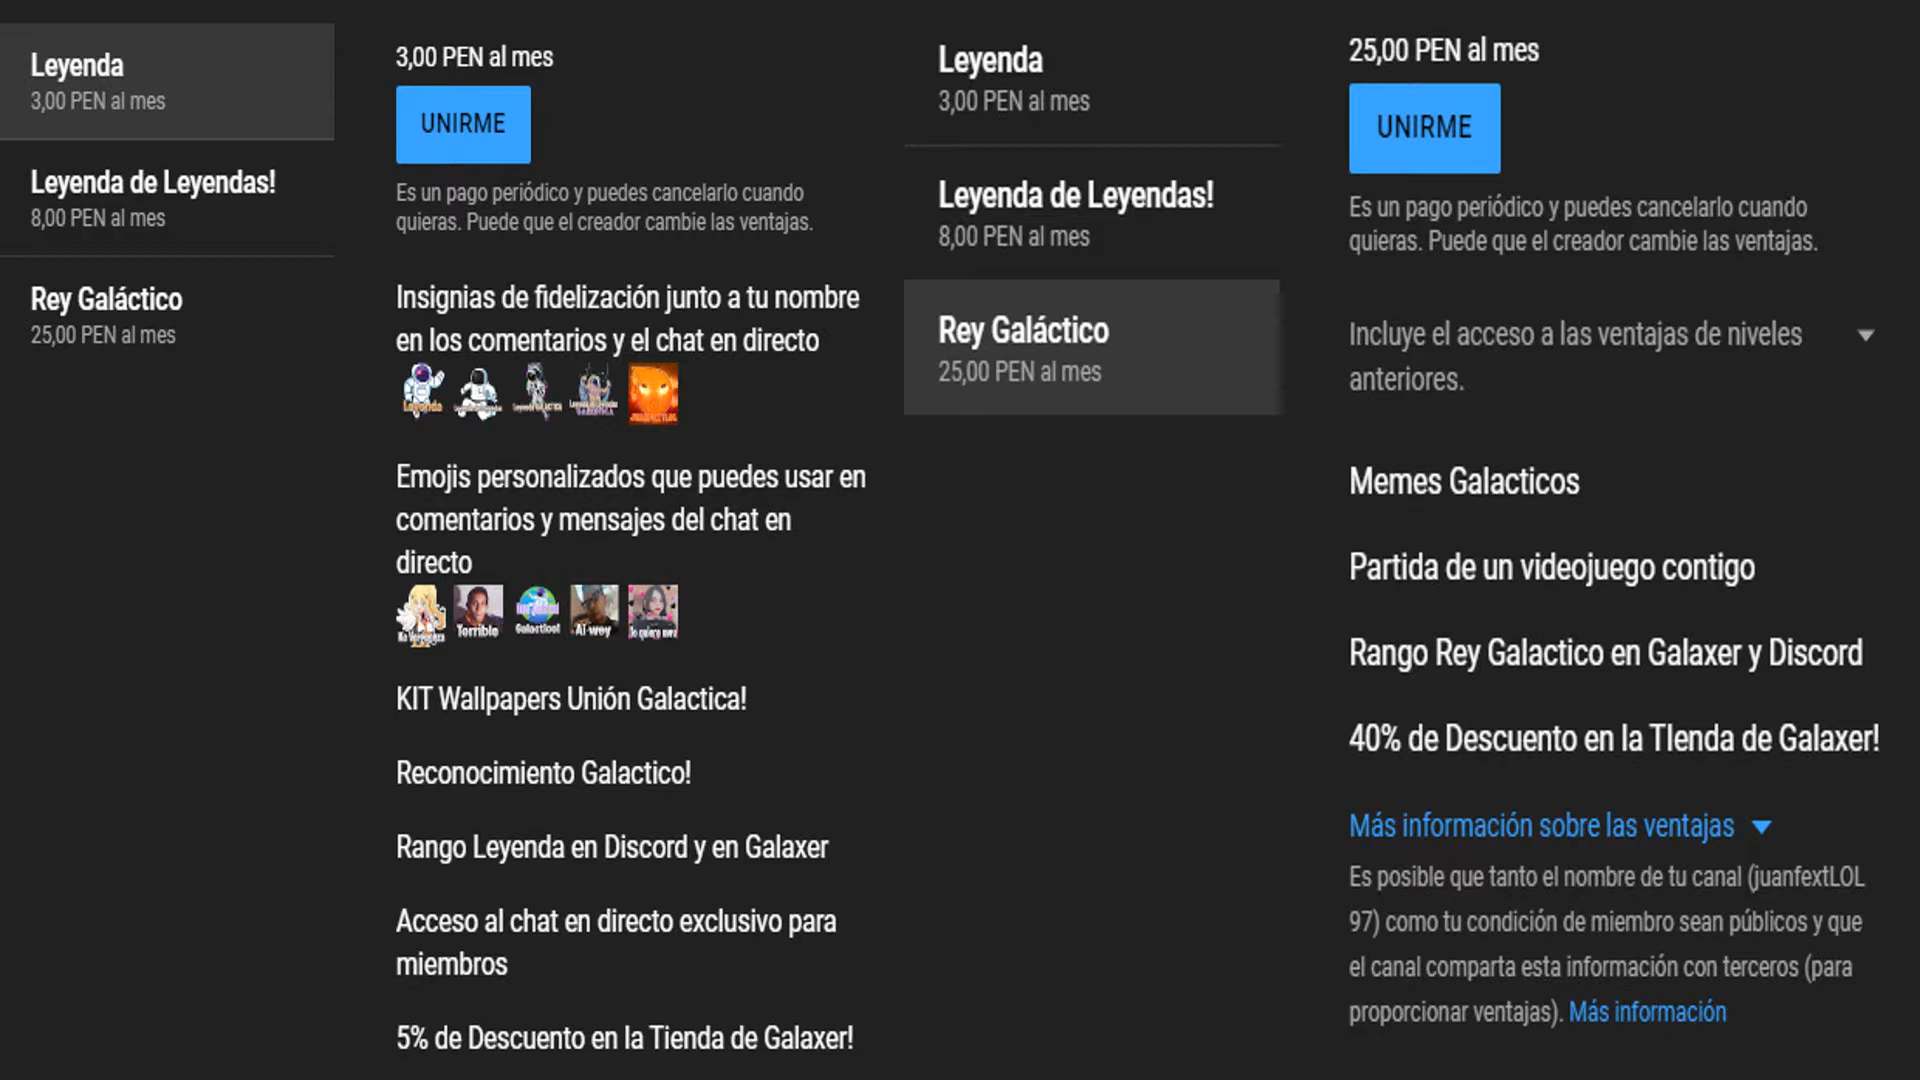 Leyenda
3,00 PEN al mes
Leyenda de Leyendas!
8,00 PEN al mes
Rey Galáctico
25,00 PEN al mes
3,00 PEN al mes
UNIRME
Es un pago periódico y puedes cancelarlo cuando
quieras. Puede que el creador cambie las ventajas.
Insignias de fidelización junto a tu nombre
en los comentarios y el chat en directo
Leyenda
Emojis personalizados que puedes usar en
comentarios y mensajes del chat en
directo
Terrible
Galactico!
Al wey
KIT Wallpapers Unión Galactica!
Reconocimiento Galactico!
Rango Leyenda en Discord y en Galaxer
Acceso al chat en directo exclusivo para
miembros
5% de Descuento en la Tienda de Galaxer!
Leyenda
3,00 PEN al mes
Leyenda de Leyendas!
8,00 PEN al mes
Rey Galáctico
25,00 PEN al mes
25,00 PEN al mes
UNIRME
Es un pago periódico y puedes cancelarlo cuando
quieras. Puede que el creador cambie las ventajas.
Incluye el acceso a las ventajas de niveles
anteriores.
Memes Galacticos
Partida de un videojuego contigo
Rango Rey Galactico en Galaxer y Discord
40% de Descuento en la TIenda de Galaxer!
Más información sobre las ventajas
Es posible que tanto el nombre de tu canal (juanfextLOL
97) como tu condición de miembro sean públicos y que
el canal comparta esta información con terceros (para
proporcionar ventajas). Más información